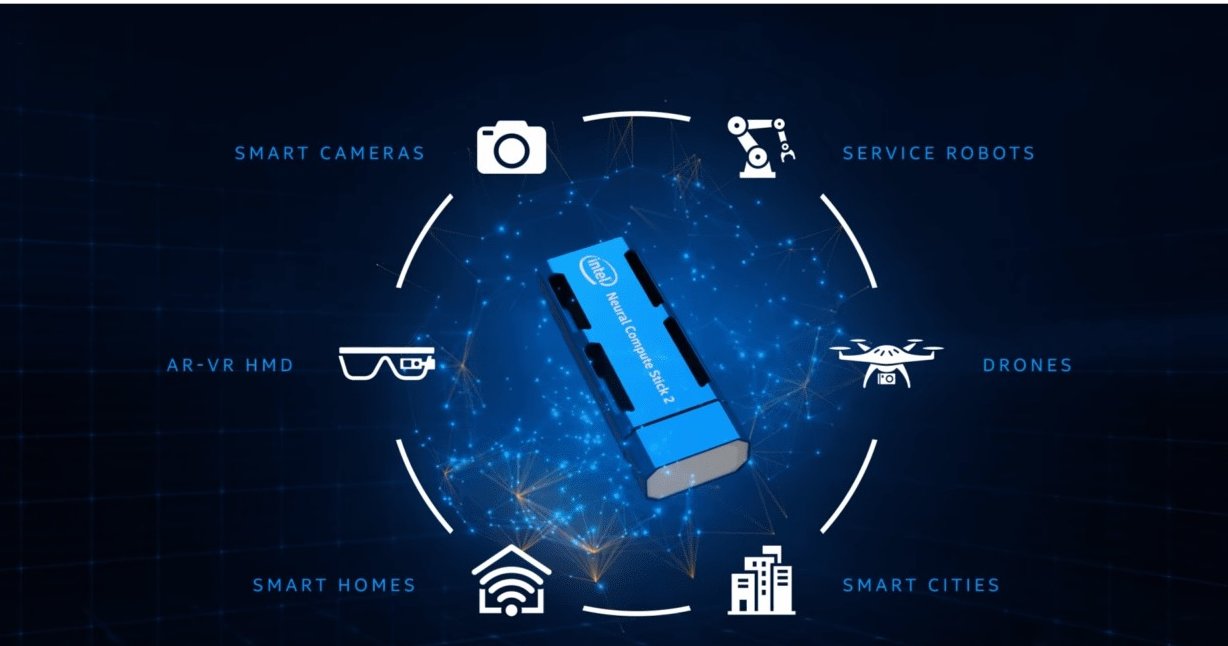 SMART CAMERAS
SERVICE ROBOTS
intel
Neural Compute Stick 2
AR-VR HMD
DRONES
SMART HOMES
SMART CITIES